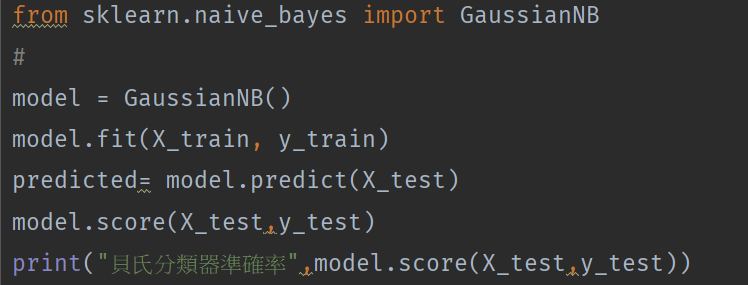 from sklearn.naive_bayes import GaussianNB
#
model = GaussianNB()
model.fit(X_train, y_train)
predicted= model.predict(X_test)
model.score(X_test,y_test)
print("貝氏分類器準確率",model.score(X_test,y_test))